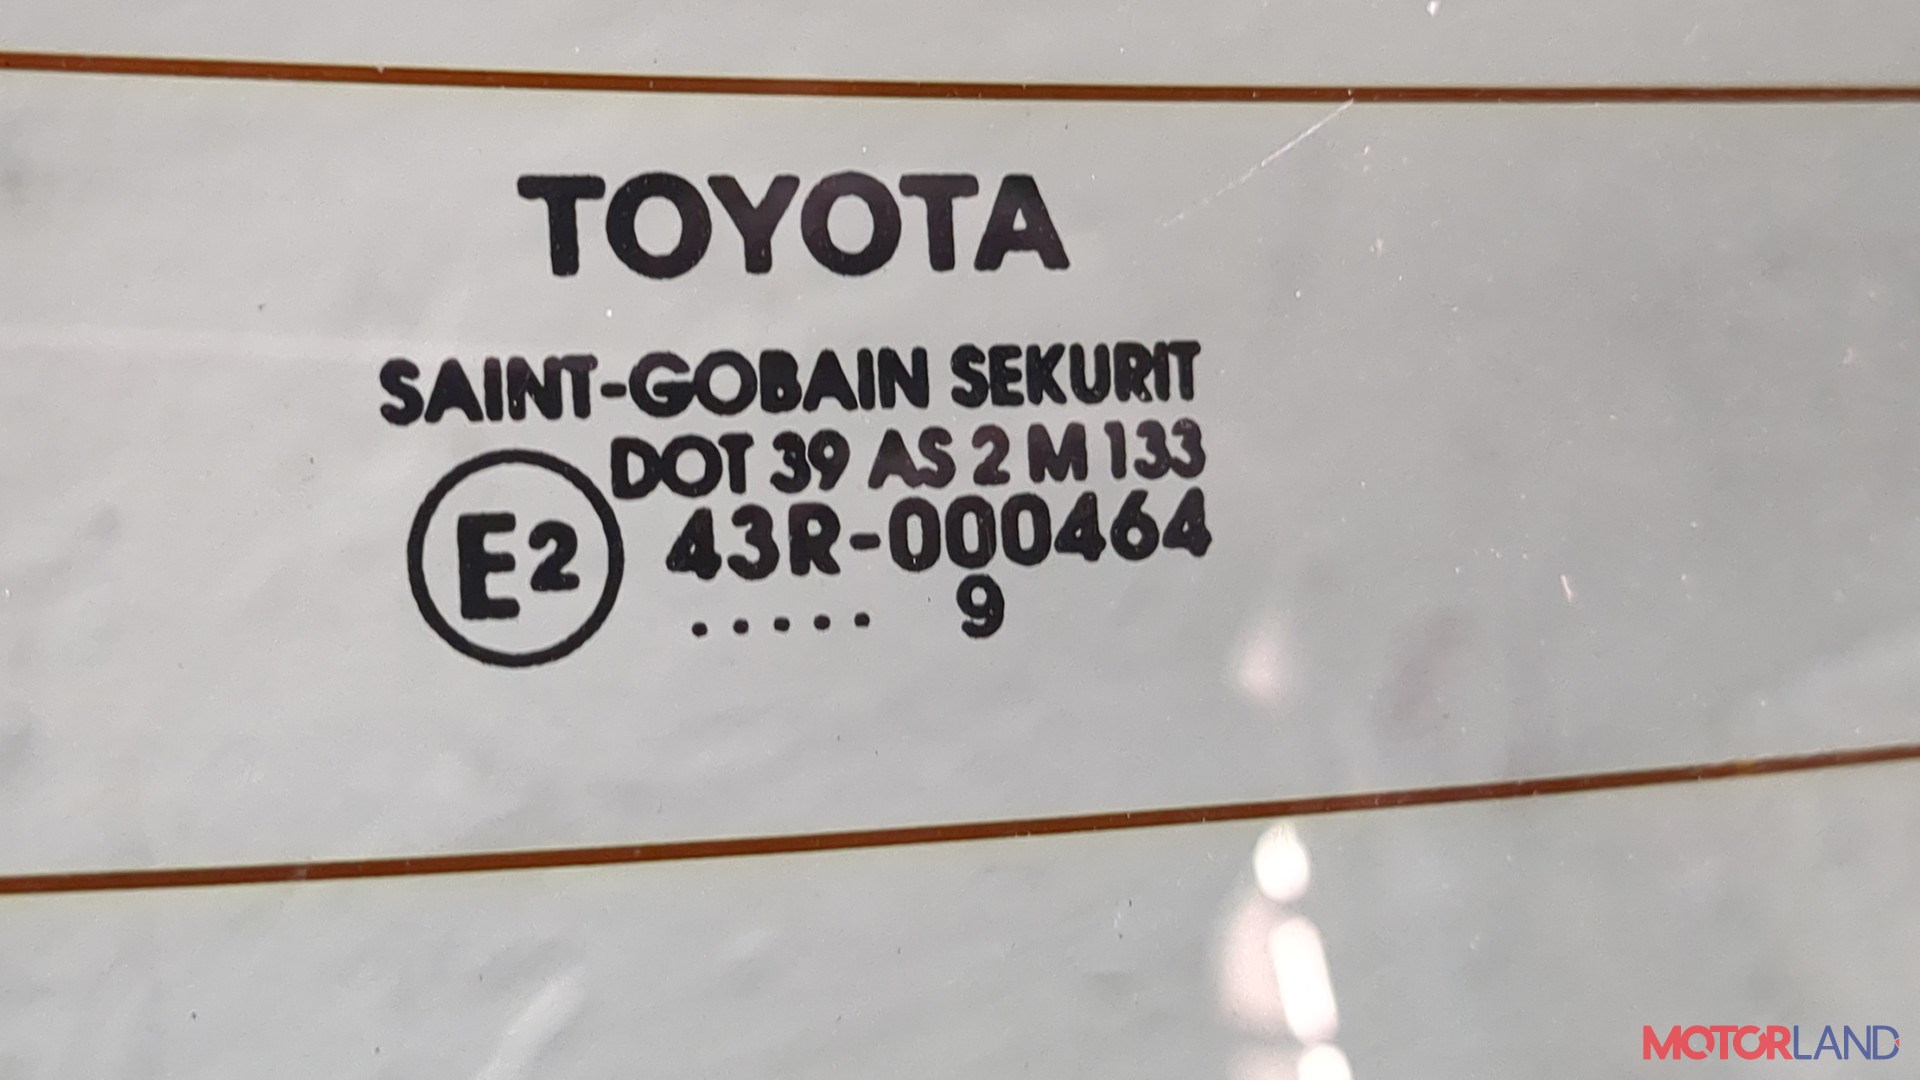 TOYOTA
SAINT-GOBAIN SEKURIT
DOT 39 AS 2 M 133
E2 43R-000464
..... 9
MOTORLAND